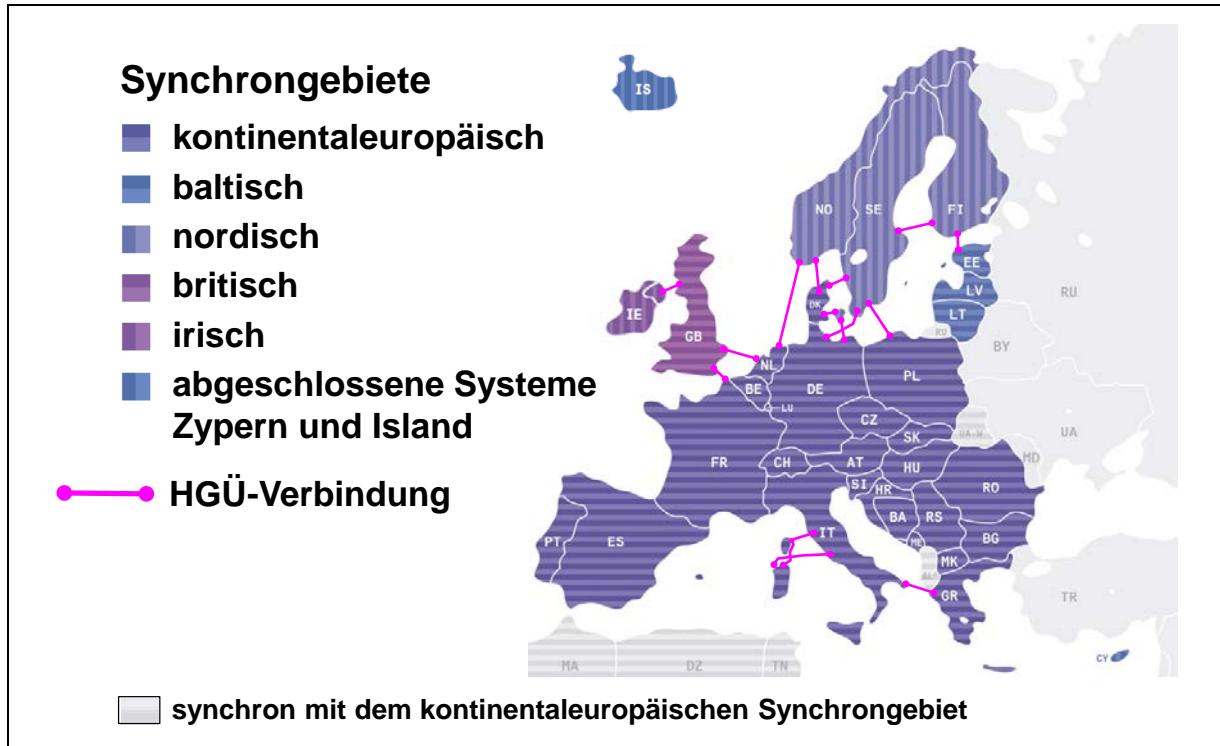 Synchrongebiete
kontinentaleuropäisch
baltisch
nordisch
britisch
irisch
abgeschlossene Systeme
Zypern und Island
HGÜ-Verbindung
IS
NO
SE
FI
EE
LV
LT
RU
RU
BY
DK
IE
GB
NL
BE
LU
DE
PL
CZ
SK
UA-W
UA
MD
FR
CH
AT
HU
SI
HR
RO
BA
RS
ME
BG
IT
MK
AL
GR
PT
ES
TR
CY
MA
DZ
TN
synchron mit dem kontinentaleuropäischen Synchrongebiet